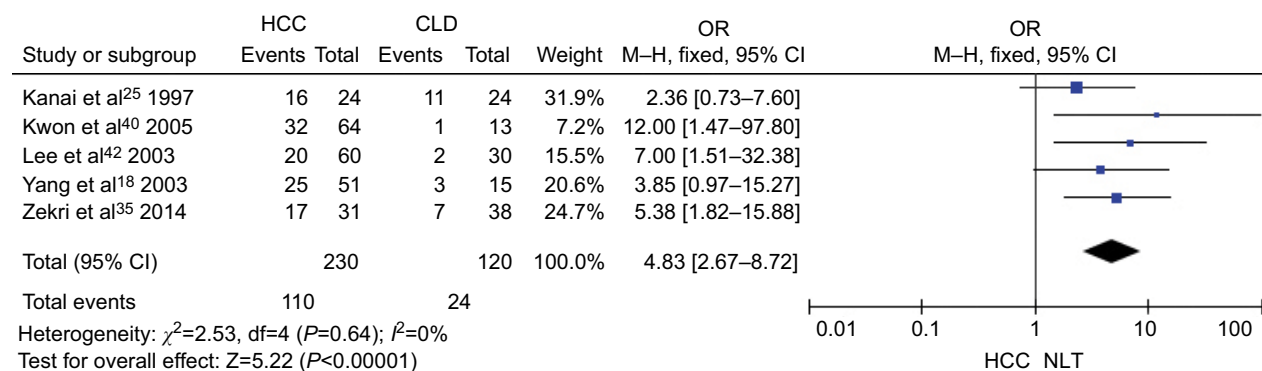 HCC CLD OR OR
Study or subgroup Events Total Events Total Weight M–H, fixed, 95% CI M–H, fixed, 95% CI
Kanai et al25 1997 16 24 11 24 31.9% 2.36 [0.73–7.60]
Kwon et al40 2005 32 64 1 13 7.2% 12.00 [1.47–97.80]
Lee et al42 2003 20 60 2 30 15.5% 7.00 [1.51–32.38]
Yang et al18 2003 25 51 3 15 20.6% 3.85 [0.97–15.27]
Zekri et al35 2014 17 31 7 38 24.7% 5.38 [1.82–15.88]
Total (95% CI) 230 120 100.0% 4.83 [2.67–8.72]
Total events 110 24
Heterogeneity: χ2=2.53, df=4 (P=0.64); I2=0%
Test for overall effect: Z=5.22 (P<0.00001)
0.01 0.1 1 10 100
HCC NLT